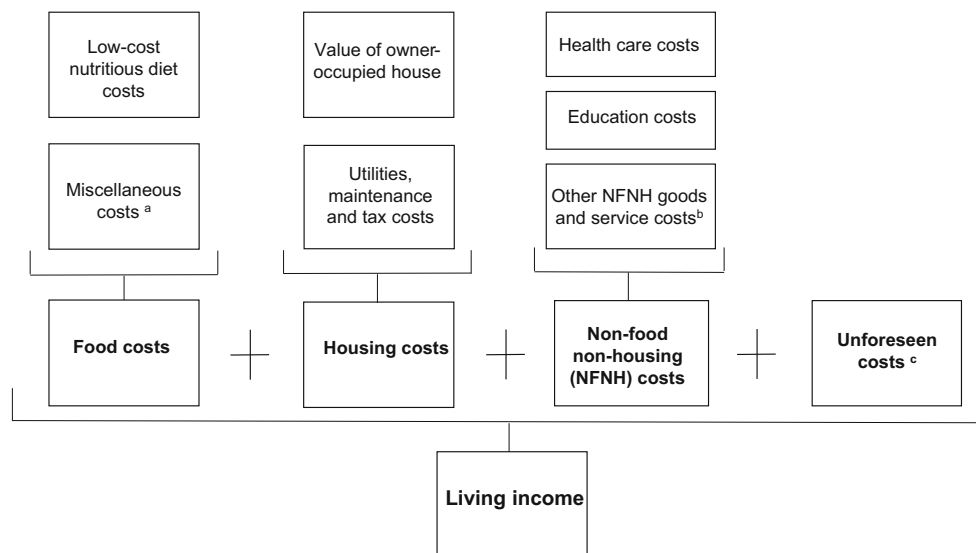 Low-cost
nutritious diet
costs
Value of owner-
occupied house
Health care costs
Education costs
Miscellaneous
costs a
Utilities,
maintenance
and tax costs
Other NFNH goods
and service costsb
Food costs
Housing costs
Non-food
non-housing
(NFNH) costs
Unforeseen
costs c
Living income